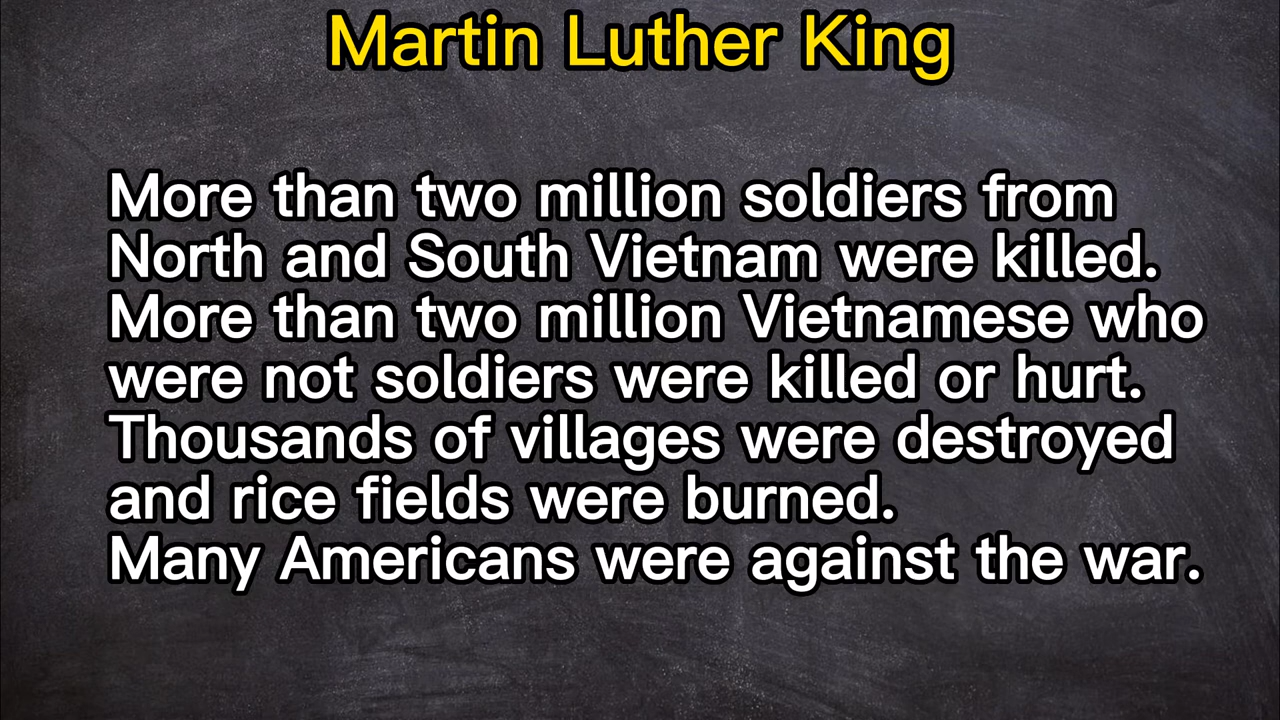 Martin Luther King
More than two million soldiers from
North and South Vietnam were killed.
More than two million Vietnamese who
were not soldiers were killed or hurt.
Thousands of villages were destroyed
and rice fields were burned.
Many Americans were against the war.